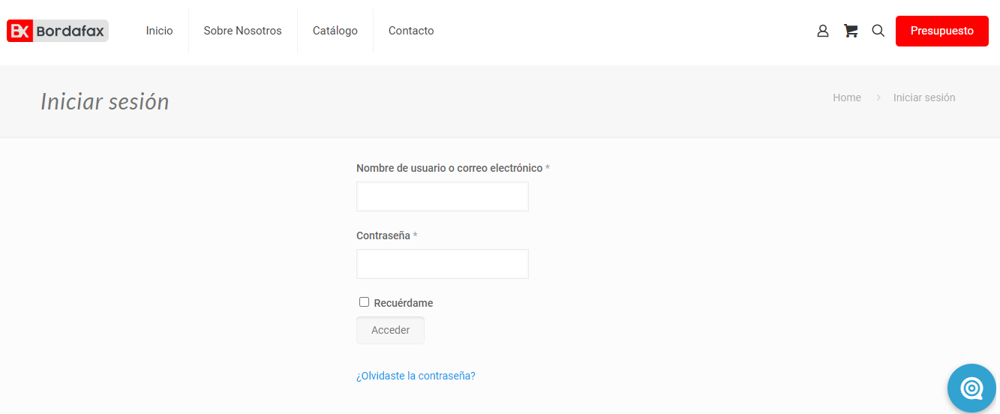 BX Bordafax
Inicio
Sobre Nosotros
Catálogo
Contacto
Presupuesto
Iniciar sesión
Home > Iniciar sesión
Nombre de usuario o correo electrónico *
Contraseña *
Recuérdame
Acceder
¿Olvidaste la contraseña?